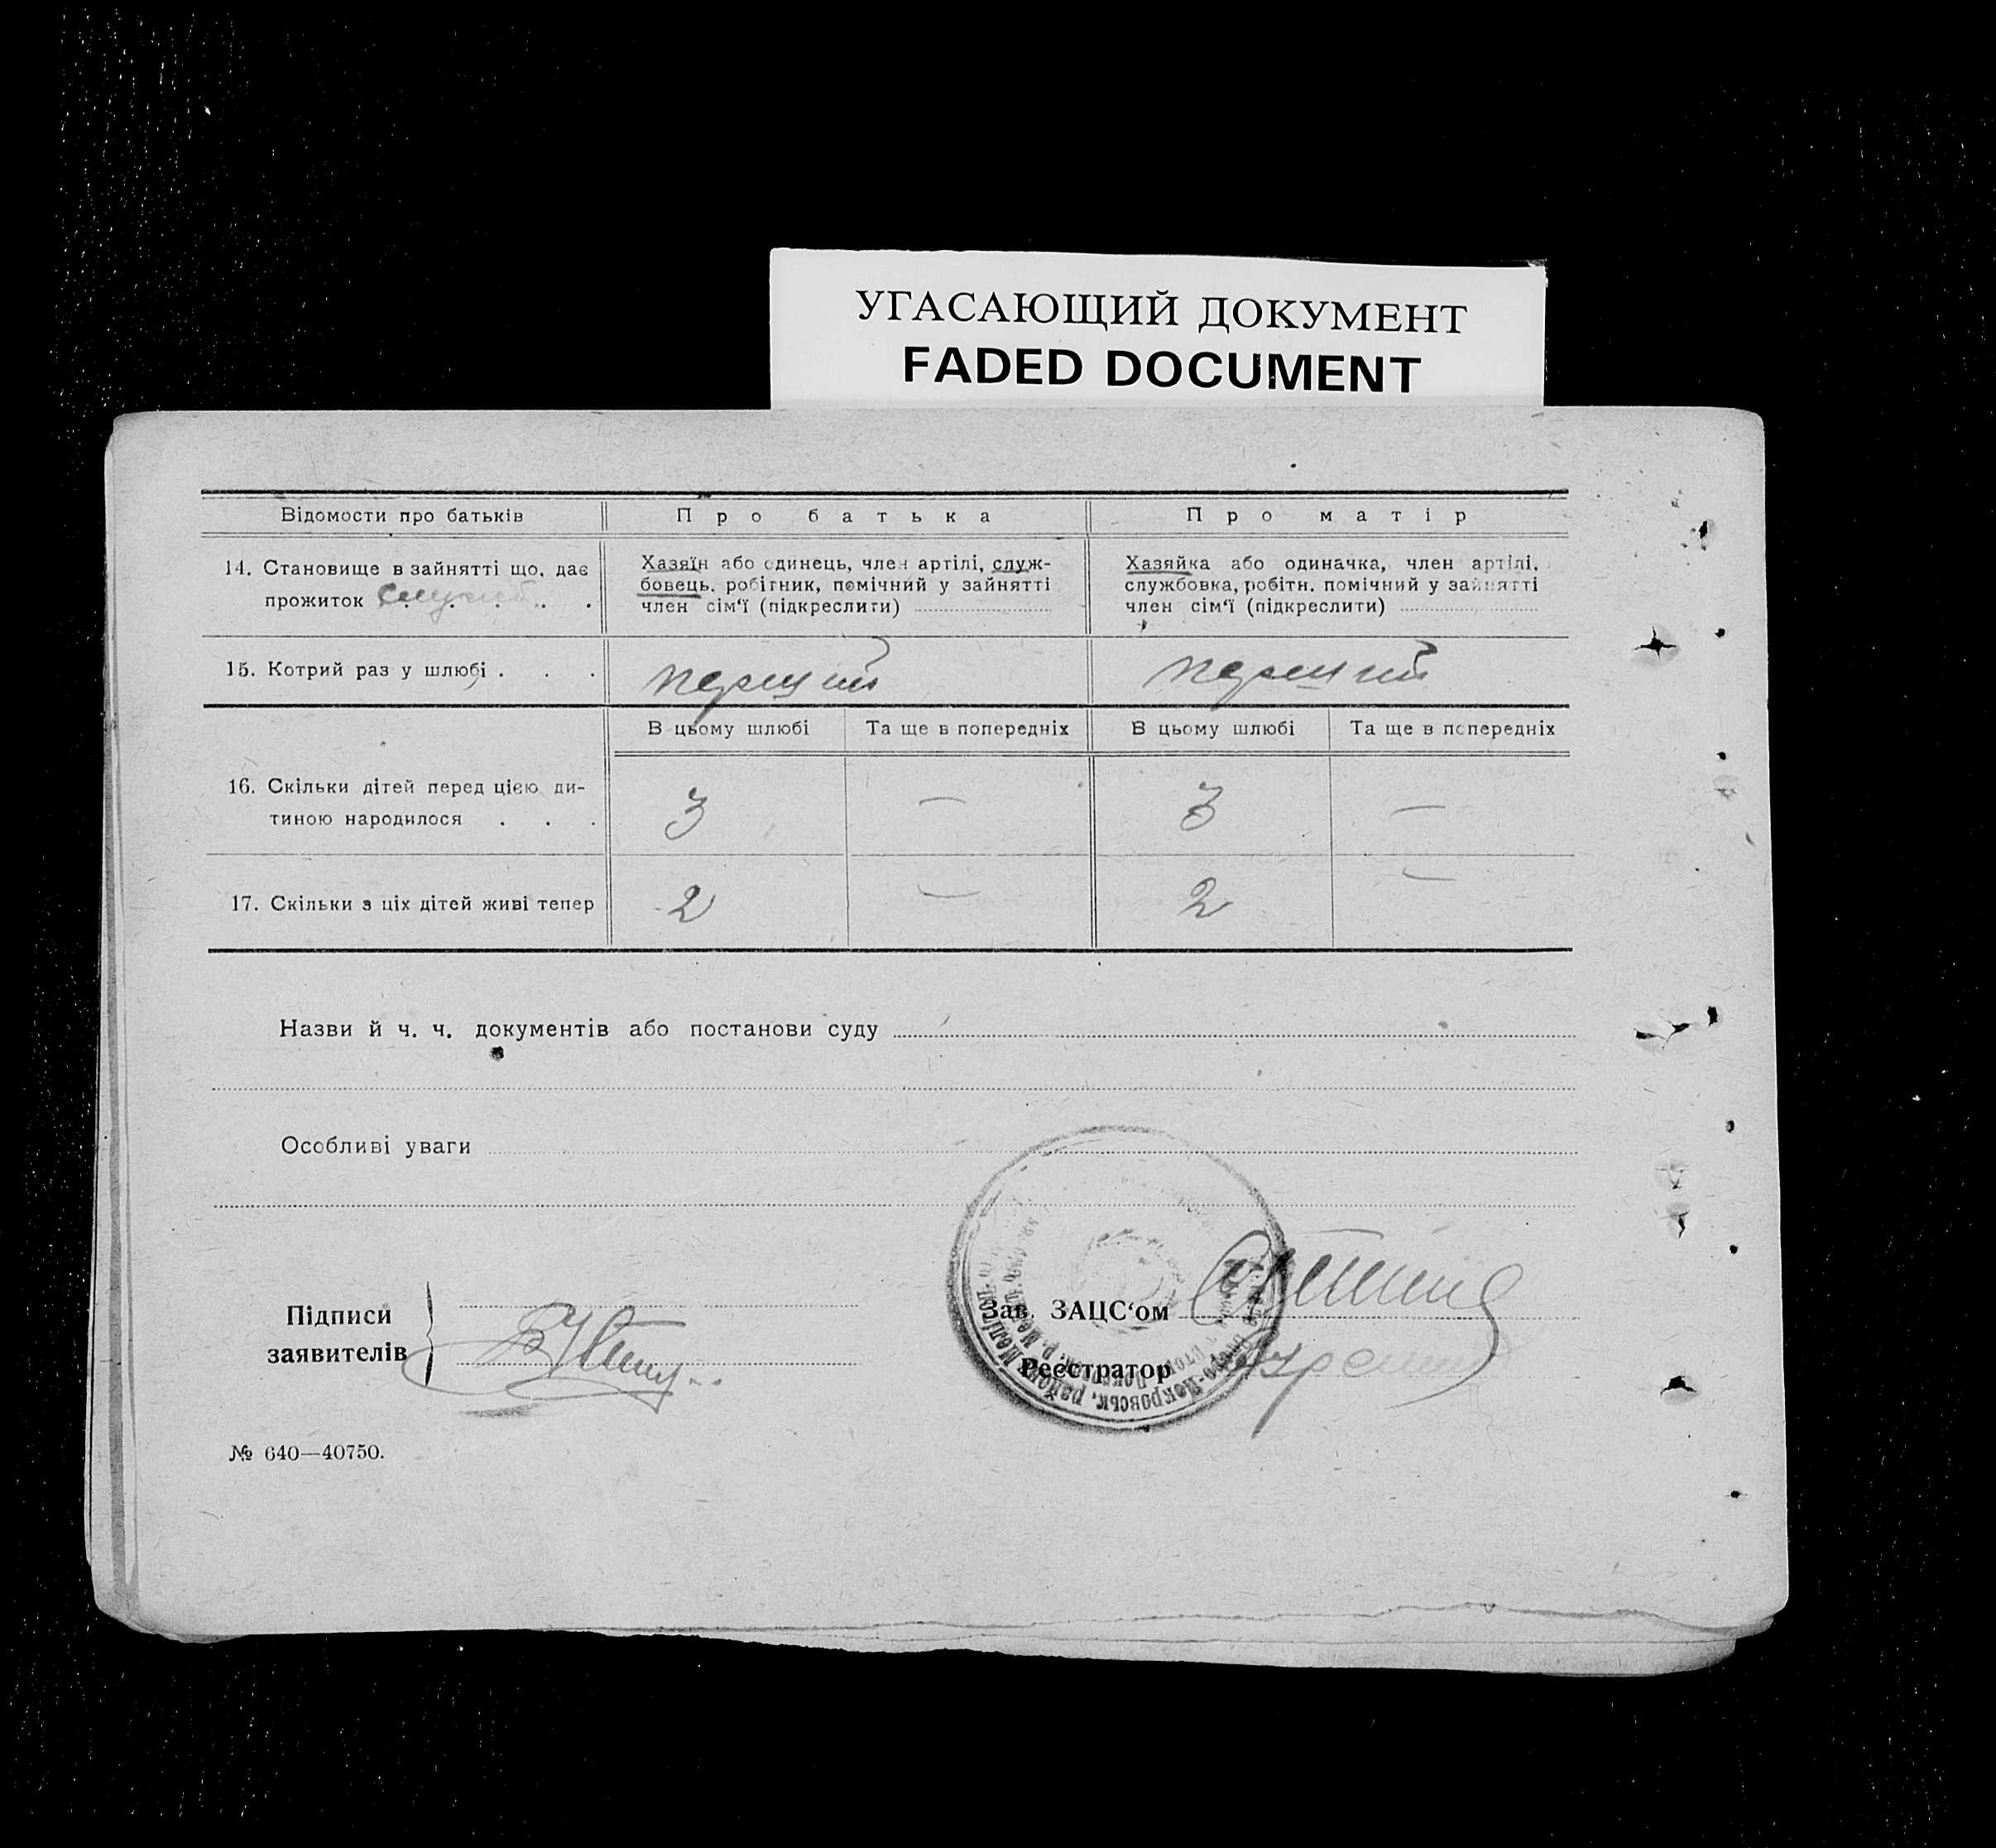 УГАСАЮЩИЙ ДОКУМЕНТ
FADED DOCUMENT
Відомости про батьків
Про батька
Про матір
14. Становище в зайнятті що, дає
прожиток
Хазяїн або одинець, член артілі, служ-
бовець, робітник, помічний у зайнятті
член сім'ї (підкреслити)
Хазяйка або одиначка, член артілі,
службовка, робітн. помічний у зайнятті
член сім'ї (підкреслити)
15. Котрий раз у шлюбі
перший
перший
В цьому шлюбі
Та ще в попередніх
В цьому шлюбі
Та ще в попередніх
16. Скільки дітей перед цією ди-
тиною народилося
3
—
3
—
17. Скільки з ціх дітей живі тепер
2
—
2
—
Назви й ч. ч. документів або постанови суду
Особливі уваги
Підписи
заявителів
Зав. ЗАЦС'ом
Реєстратор
№ 640—40750.